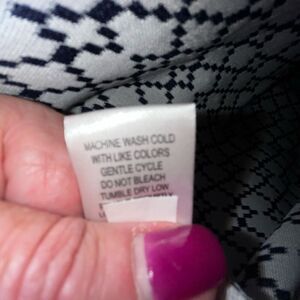 MACHINE WASH COLD
WITH LIKE COLORS
GENTLE CYCLE
DO NOT BLEACH
TUMBLE DRY LOW